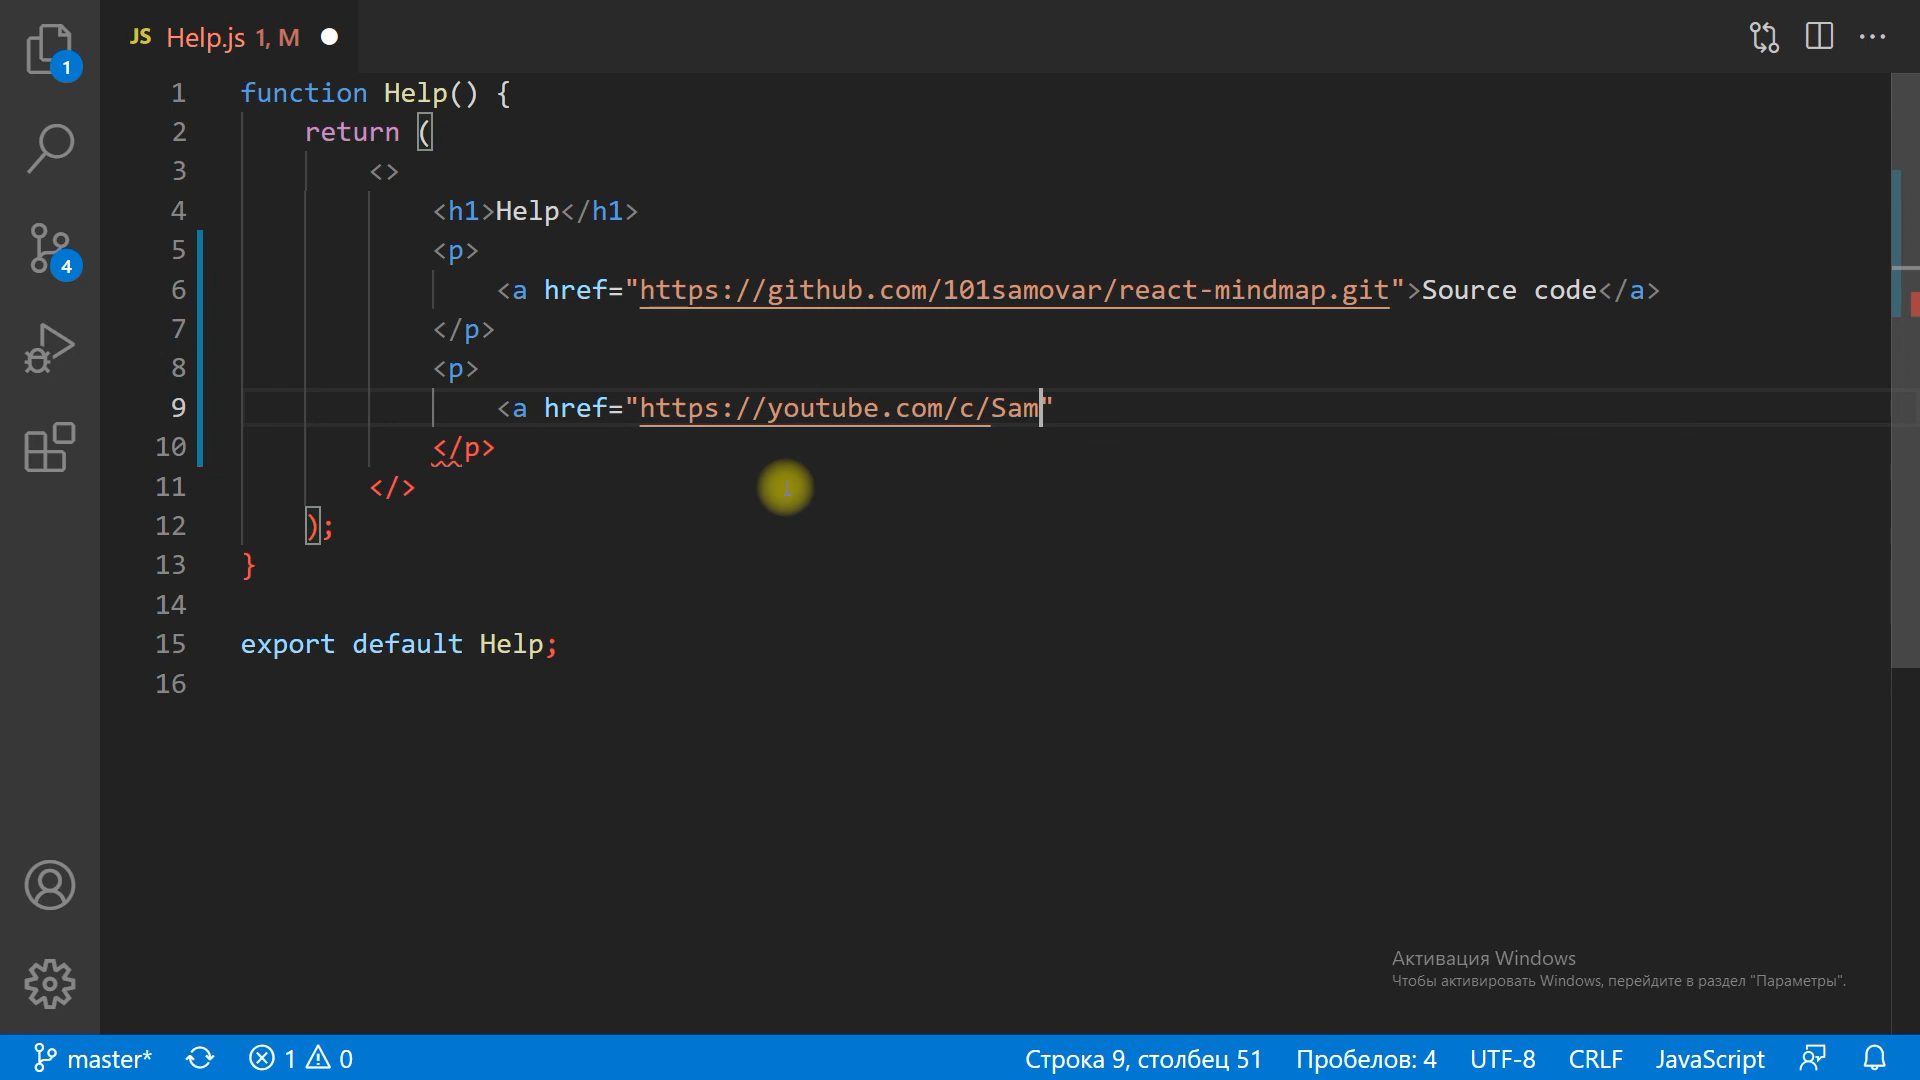 JS Help.js 1, M
1
1 function Help() {
2 return (
3 <>
4 <h1>Help</h1>
5 <p>
6 <a href="https://github.com/101samovar/react-mindmap.git">Source code</a>
7 </p>
8 <p>
9 <a href="https://youtube.com/c/Sam"
10 </p>
11 </>
12 );
13 }
14
15 export default Help;
16
4
Активация Windows
Чтобы активировать Windows, перейдите в раздел "Параметры".
master* 1 0 Строка 9, столбец 51 Пробелов: 4 UTF-8 CRLF JavaScript